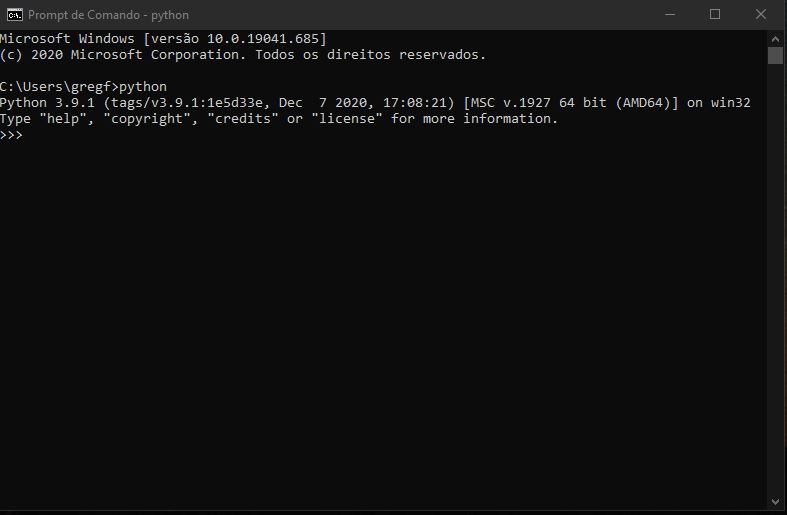 Prompt de Comando - python
Microsoft Windows [versão 10.0.19041.685]
(c) 2020 Microsoft Corporation. Todos os direitos reservados.
C:\Users\gregf>python
Python 3.9.1 (tags/v3.9.1:1e5d33e, Dec  7 2020, 17:08:21) [MSC v.1927 64 bit (AMD64)] on win32
Type "help", "copyright", "credits" or "license" for more information.
>>>